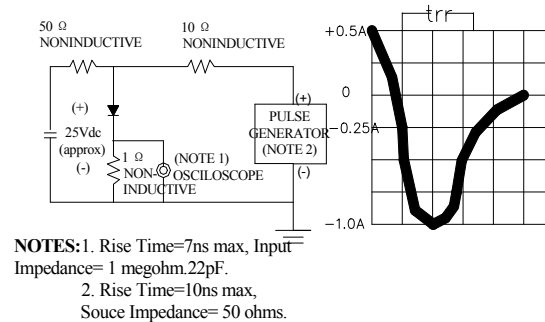 50 Ω
NONINDUCTIVE
10 Ω
NONINDUCTIVE
trr
+0.5A
0
-0.25A
-1.0A
(+)
25Vdc
(approx)
(-)
1 Ω
NON-
INDUCTIVE
(NOTE 1)
OSCILOSCOPE
(+)
PULSE
GENERATOR
(NOTE 2)
(-)
NOTES:1. Rise Time=7ns max, Input
Impedance= 1 megohm.22pF.
2. Rise Time=10ns max,
Souce Impedance= 50 ohms.